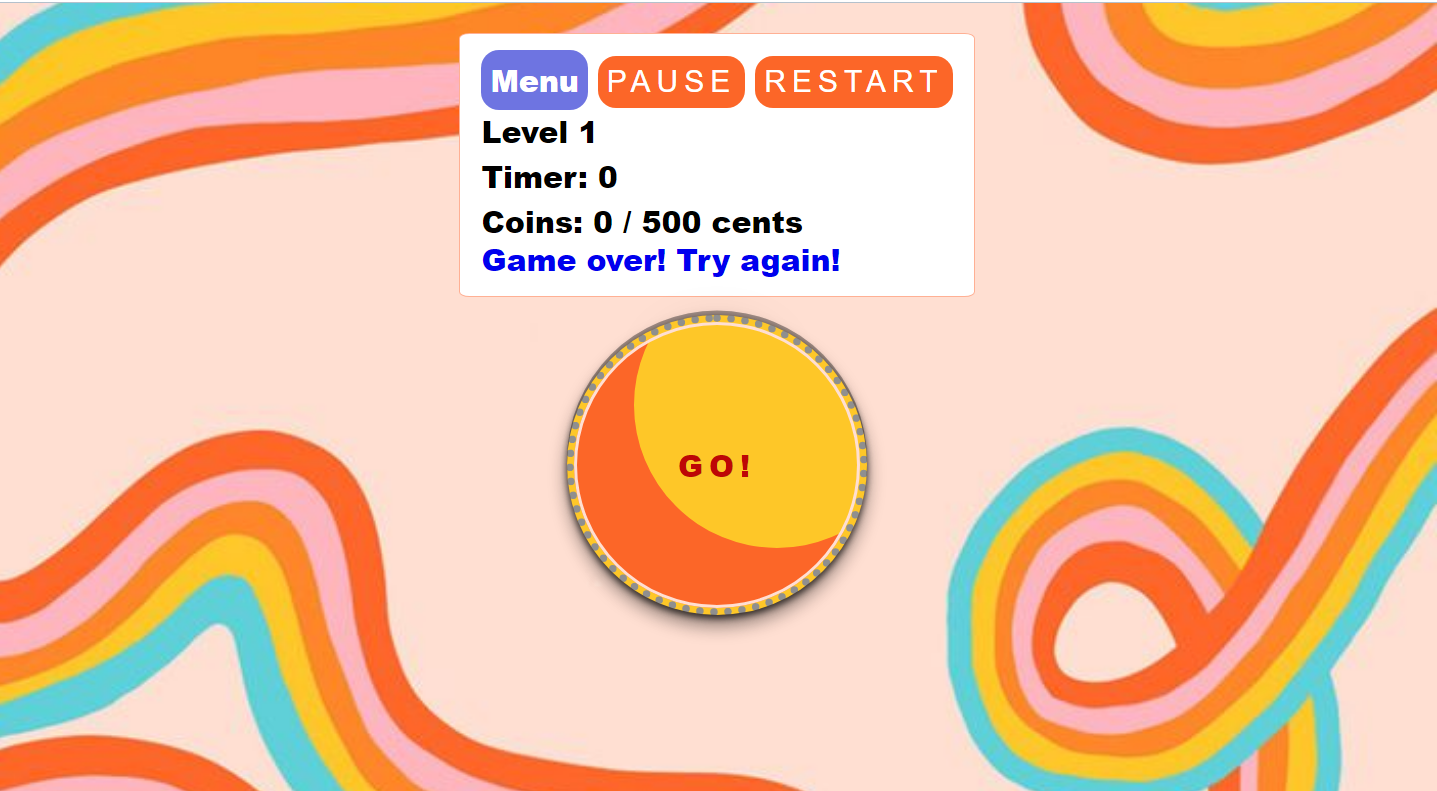 Menu PAUSE RESTART
Level 1
Timer: 0
Coins: 0 / 500 cents
Game over! Try again!
GO!